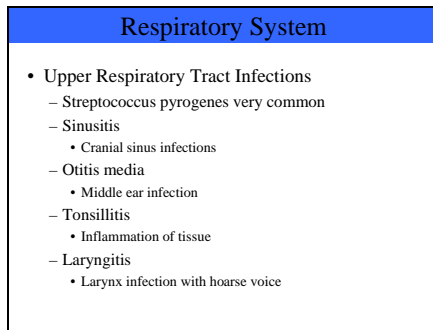 Respiratory System
• Upper Respiratory Tract Infections
– Streptococcus pyrogenes very common
– Sinusitis
• Cranial sinus infections
– Otitis media
• Middle ear infection
– Tonsillitis
• Inflammation of tissue
– Laryngitis
• Larynx infection with hoarse voice